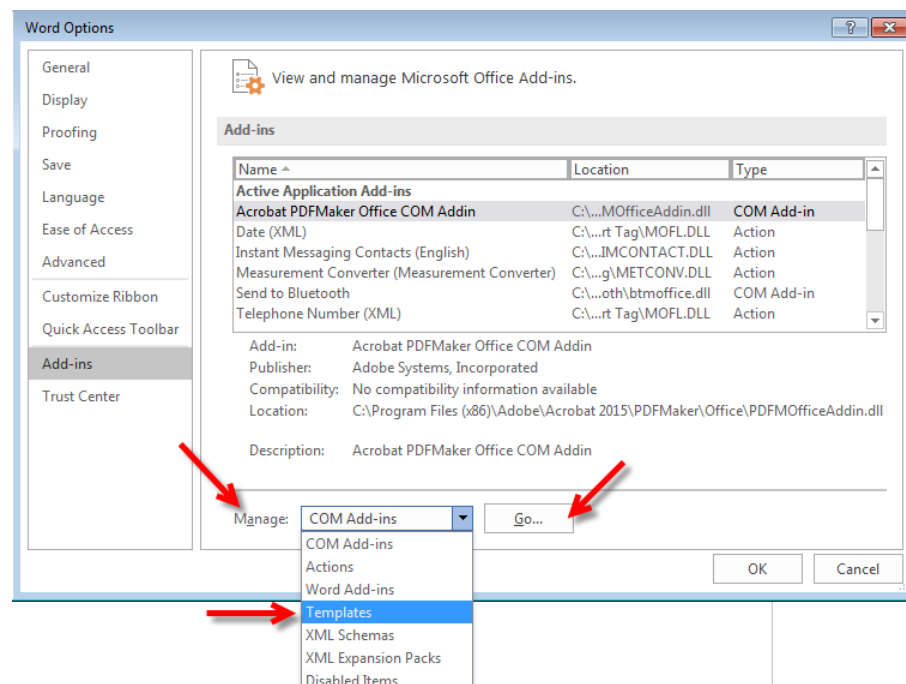 Word Options
General
Display
Proofing
Save
Language
Ease of Access
Advanced
Customize Ribbon
Quick Access Toolbar
Add-ins
Trust Center
View and manage Microsoft Office Add-ins.
Add-ins
Name Location Type
Active Application Add-ins
Acrobat PDFMaker Office COM Addin C:\...MOfficeAddin.dll COM Add-in
Date (XML) C:\...rt Tag\MOFL.DLL Action
Instant Messaging Contacts (English) C:\...IMCONTACT.DLL Action
Measurement Converter (Measurement Converter) C:\...g\METCONV.DLL Action
Send to Bluetooth C:\...oth\btmoffice.dll COM Add-in
Telephone Number (XML) C:\...rt Tag\MOFL.DLL Action
Add-in: Acrobat PDFMaker Office COM Addin
Publisher: Adobe Systems, Incorporated
Compatibility: No compatibility information available
Location: C:\Program Files (x86)\Adobe\Acrobat 2015\PDFMaker\Office\PDFMOfficeAddin.dll
Description: Acrobat PDFMaker Office COM Addin
Manage: COM Add-ins Go...
COM Add-ins
Actions
Word Add-ins
Templates
XML Schemas
XML Expansion Packs
Disabled Items
OK Cancel